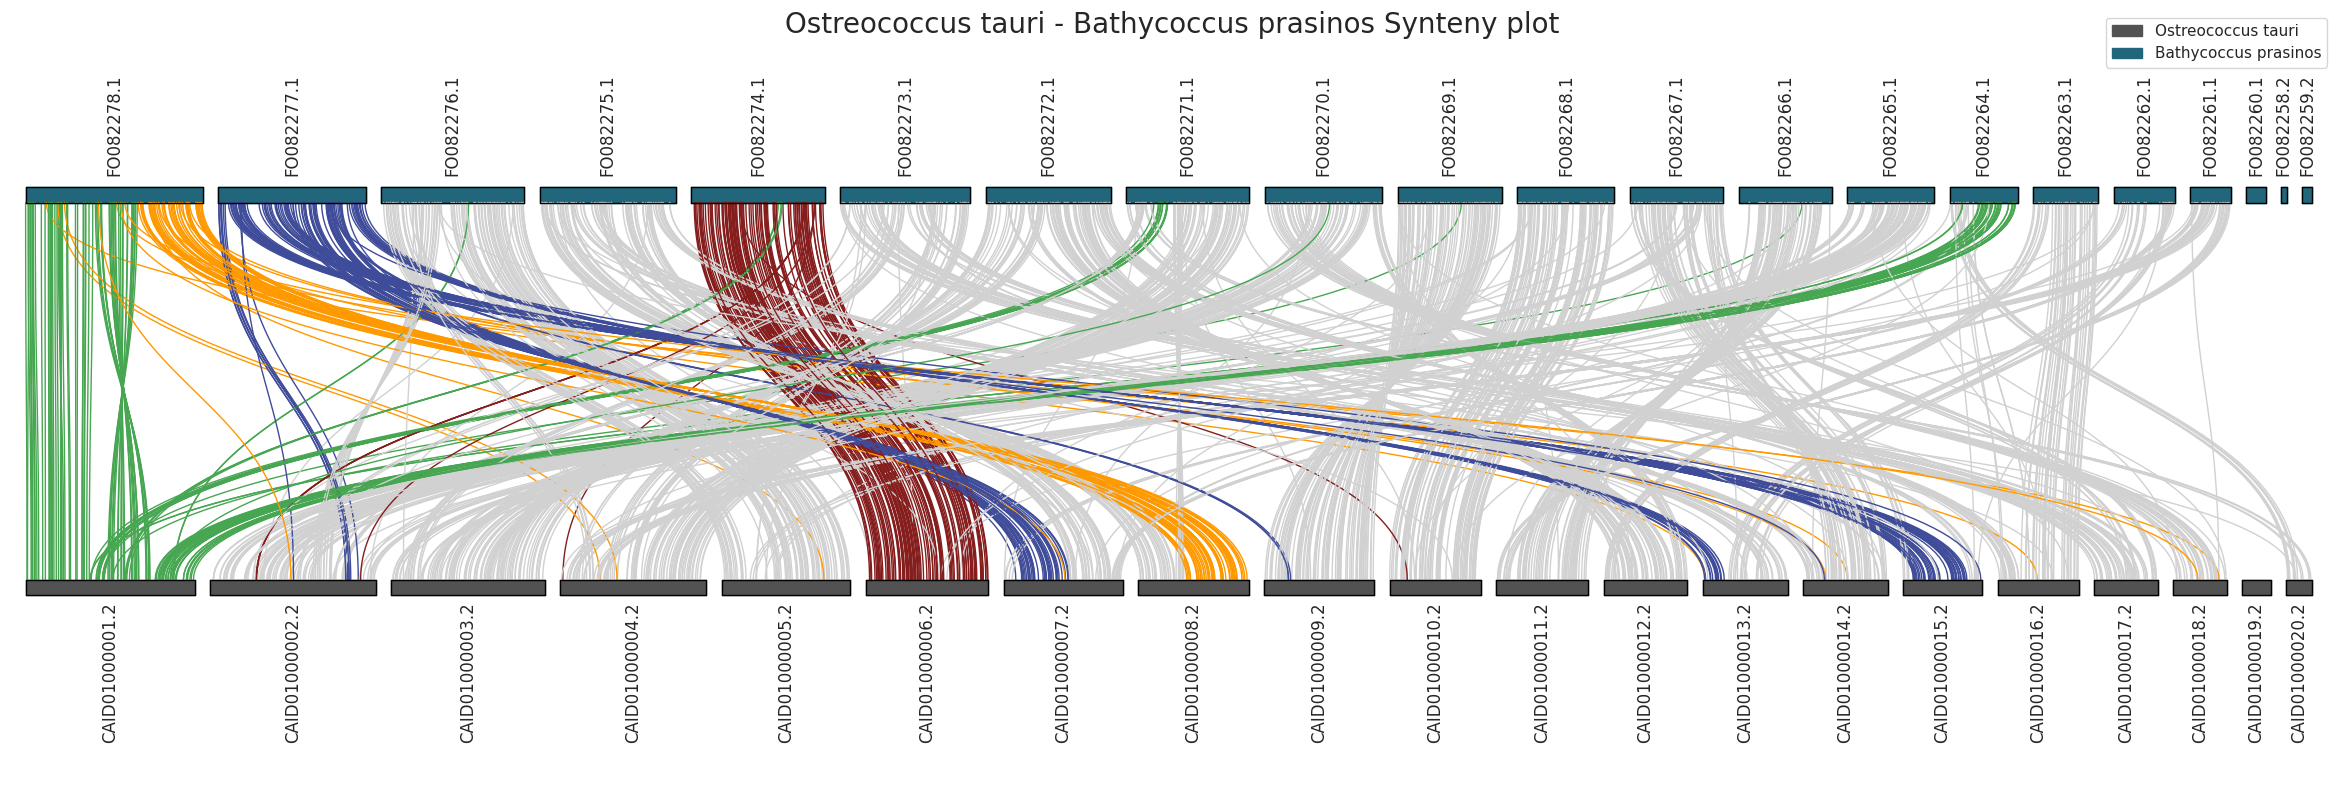 Ostreococcus tauri - Bathycoccus prasinos Synteny plot
Ostreococcus tauri
Bathycoccus prasinos
FO082278.1
FO082277.1
FO082276.1
FO082275.1
FO082274.1
FO082273.1
FO082272.1
FO082271.1
FO082270.1
FO082269.1
FO082268.1
FO082267.1
FO082266.1
FO082265.1
FO082264.1
FO082263.1
FO082262.1
FO082261.1
FO082260.1
FO082258.2
FO082259.2
CAID01000001.2
CAID01000002.2
CAID01000003.2
CAID01000004.2
CAID01000005.2
CAID01000006.2
CAID01000007.2
CAID01000008.2
CAID01000009.2
CAID01000010.2
CAID01000011.2
CAID01000012.2
CAID01000013.2
CAID01000014.2
CAID01000015.2
CAID01000016.2
CAID01000017.2
CAID01000018.2
CAID01000019.2
CAID01000020.2